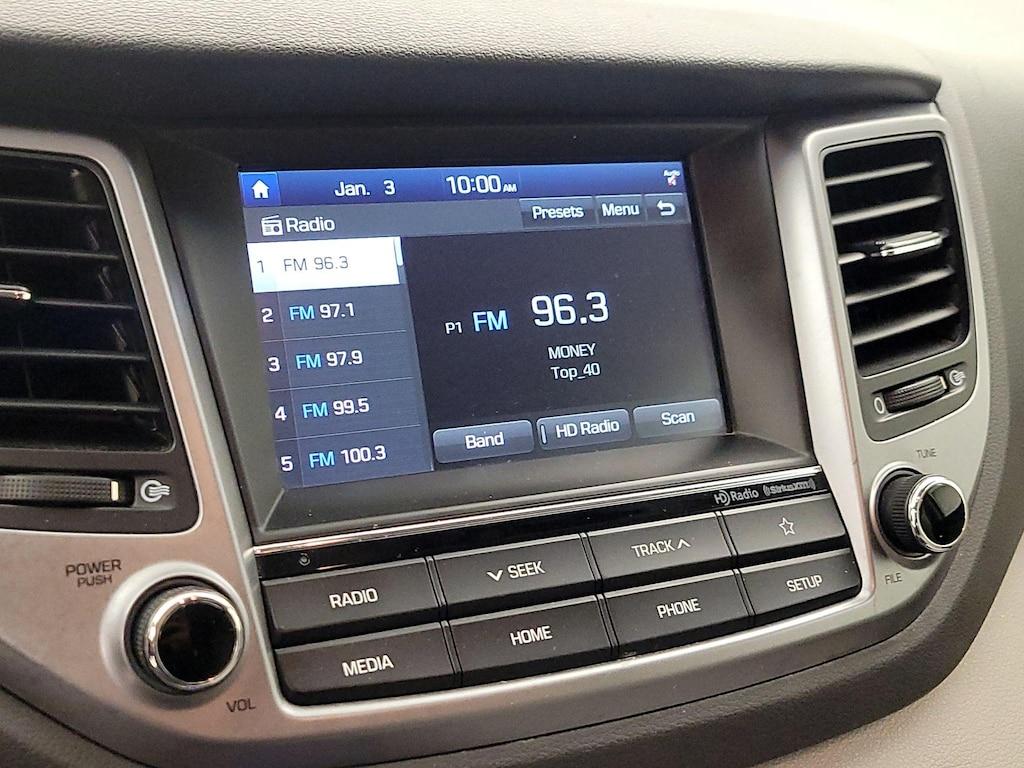 Jan. 3 10:00 AM Audio
Radio Presets Menu
1 FM 96.3
2 FM 97.1
3 FM 97.9
4 FM 99.5
5 FM 100.3
P1 FM 96.3
MONEY
Top_40
Band HD Radio Scan
HD Radio ((SiriusXM))
POWER
PUSH
VOL
RADIO
SEEK
TRACK
MEDIA
HOME
PHONE
SETUP
0
TUNE
FILE